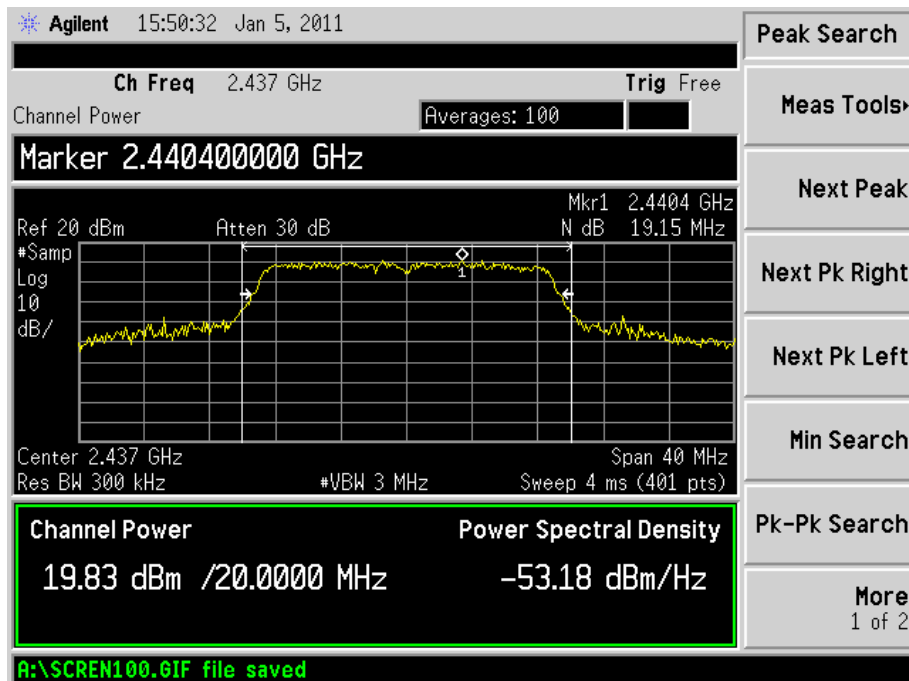 Agilent 15:50:32 Jan 5, 2011
Peak Search
Ch Freq 2.437 GHz Trig Free
Channel Power Averages: 100
Meas Tools
Marker 2.440400000 GHz
Next Peak
Mkr1 2.4404 GHz
Ref 20 dBm Atten 30 dB N dB 19.15 MHz
#Samp
Log
10
dB/
1
Next Pk Right
Next Pk Left
Center 2.437 GHz Span 40 MHz
Res BW 300 kHz #VBW 3 MHz Sweep 4 ms (401 pts)
Min Search
Channel Power Power Spectral Density
19.83 dBm /20.0000 MHz -53.18 dBm/Hz
Pk-Pk Search
More
1 of 2
A:\SCREN100.GIF file saved